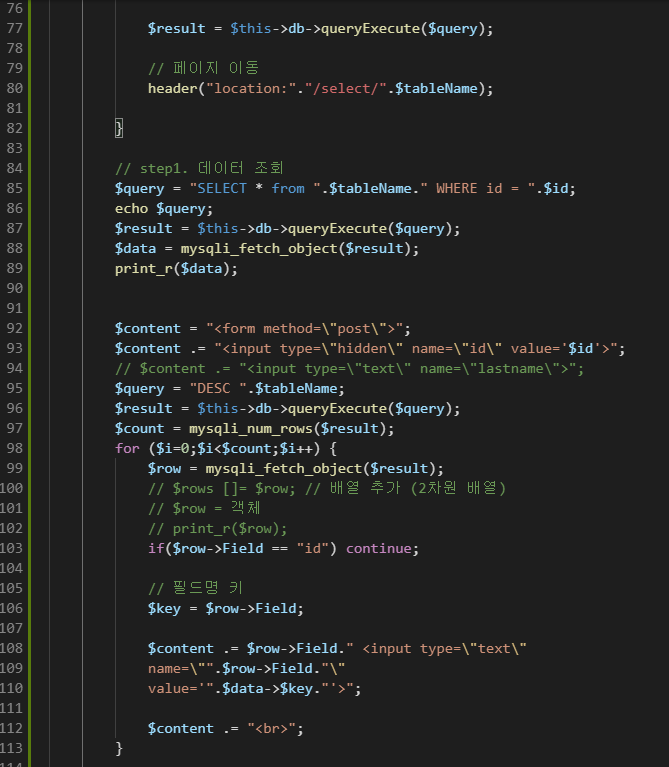 76
77 $result = $this->db->queryExecute($query);
78
79 // 페이지 이동
80 header("location:"."/select/".$tableName);
81
82 }
83
84 // step1. 데이터 조회
85 $query = "SELECT * from ".$tableName." WHERE id = ".$id;
86 echo $query;
87 $result = $this->db->queryExecute($query);
88 $data = mysqli_fetch_object($result);
89 print_r($data);
90
91
92 $content = "<form method=\"post\">";
93 $content .= "<input type=\"hidden\" name=\"id\" value='$id'>";
94 // $content .= "<input type=\"text\" name=\"lastname\">";
95 $query = "DESC ".$tableName;
96 $result = $this->db->queryExecute($query);
97 $count = mysqli_num_rows($result);
98 for ($i=0;$i<$count;$i++) {
99 $row = mysqli_fetch_object($result);
100 // $rows []= $row; // 배열 추가 (2차원 배열)
101 // $row = 객체
102 // print_r($row);
103 if($row->Field == "id") continue;
104
105 // 필드명 키
106 $key = $row->Field;
107
108 $content .= $row->Field." <input type=\"text\"
109 name=\"".$row->Field."\"
110 value='".$data->$key."'>";
111
112 $content .= "<br>";
113 }
114